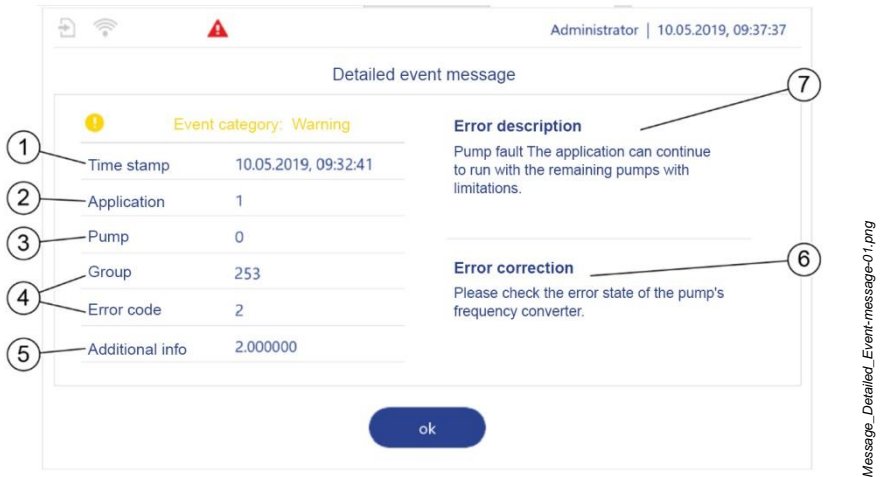 Administrator | 10.05.2019, 09:37:37
Detailed event message
7
Event category: Warning
Error description
1
Time stamp 10.05.2019, 09:32:41
Pump fault The application can continue
to run with the remaining pumps with
limitations.
2
Application 1
3
Pump 0
4
Group 253
Error code 2
5
Additional info 2.000000
6
Error correction
Please check the error state of the pump's
frequency converter.
ok
Message_Detailed_Event-message-01.png